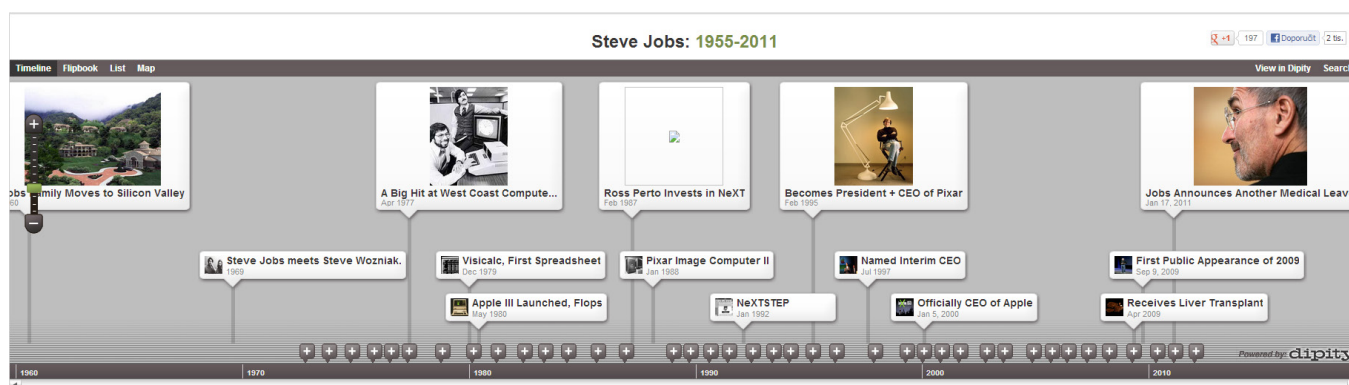 Steve Jobs: 1955-2011
+1
197
Doporučit
2 tis.
Timeline
Flipbook
List
Map
View in Dipity
Search
Moves to Silicon Valley
A Big Hit at West Coast Compute...
Apr 1977
Ross Perto Invests in NeXT
Feb 1987
Becomes President + CEO of Pixar
Feb 1995
Jobs Announces Another Medical Leav
Jan 17, 2011
Steve Jobs meets Steve Wozniak.
1969
Visicalc, First Spreadsheet
Dec 1979
Pixar Image Computer II
Jan 1988
Named Interim CEO
Jul 1997
First Public Appearance of 2009
Sep 9, 2009
Apple III Launched, Flops
May 1980
NeXTSTEP
Jan 1992
Officially CEO of Apple
Jan 5, 2000
Receives Liver Transplant
Apr 2009
Powered by: dipity
1960
1970
1980
1990
2000
2010